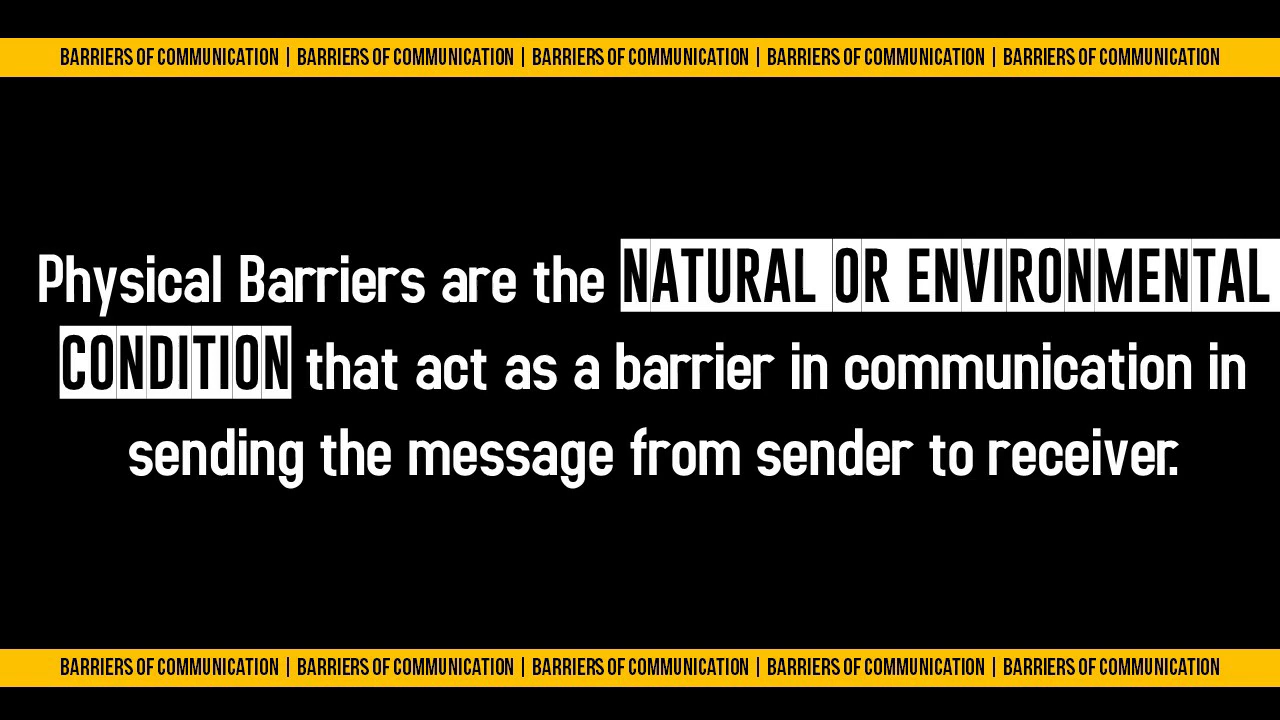 BARRIERS OF COMMUNICATION | BARRIERS OF COMMUNICATION | BARRIERS OF COMMUNICATION | BARRIERS OF COMMUNICATION | BARRIERS OF COMMUNICATION
Physical Barriers are the NATURAL OR ENVIRONMENTAL
CONDITION that act as a barrier in communication in
sending the message from sender to receiver.
BARRIERS OF COMMUNICATION | BARRIERS OF COMMUNICATION | BARRIERS OF COMMUNICATION | BARRIERS OF COMMUNICATION | BARRIERS OF COMMUNICATION